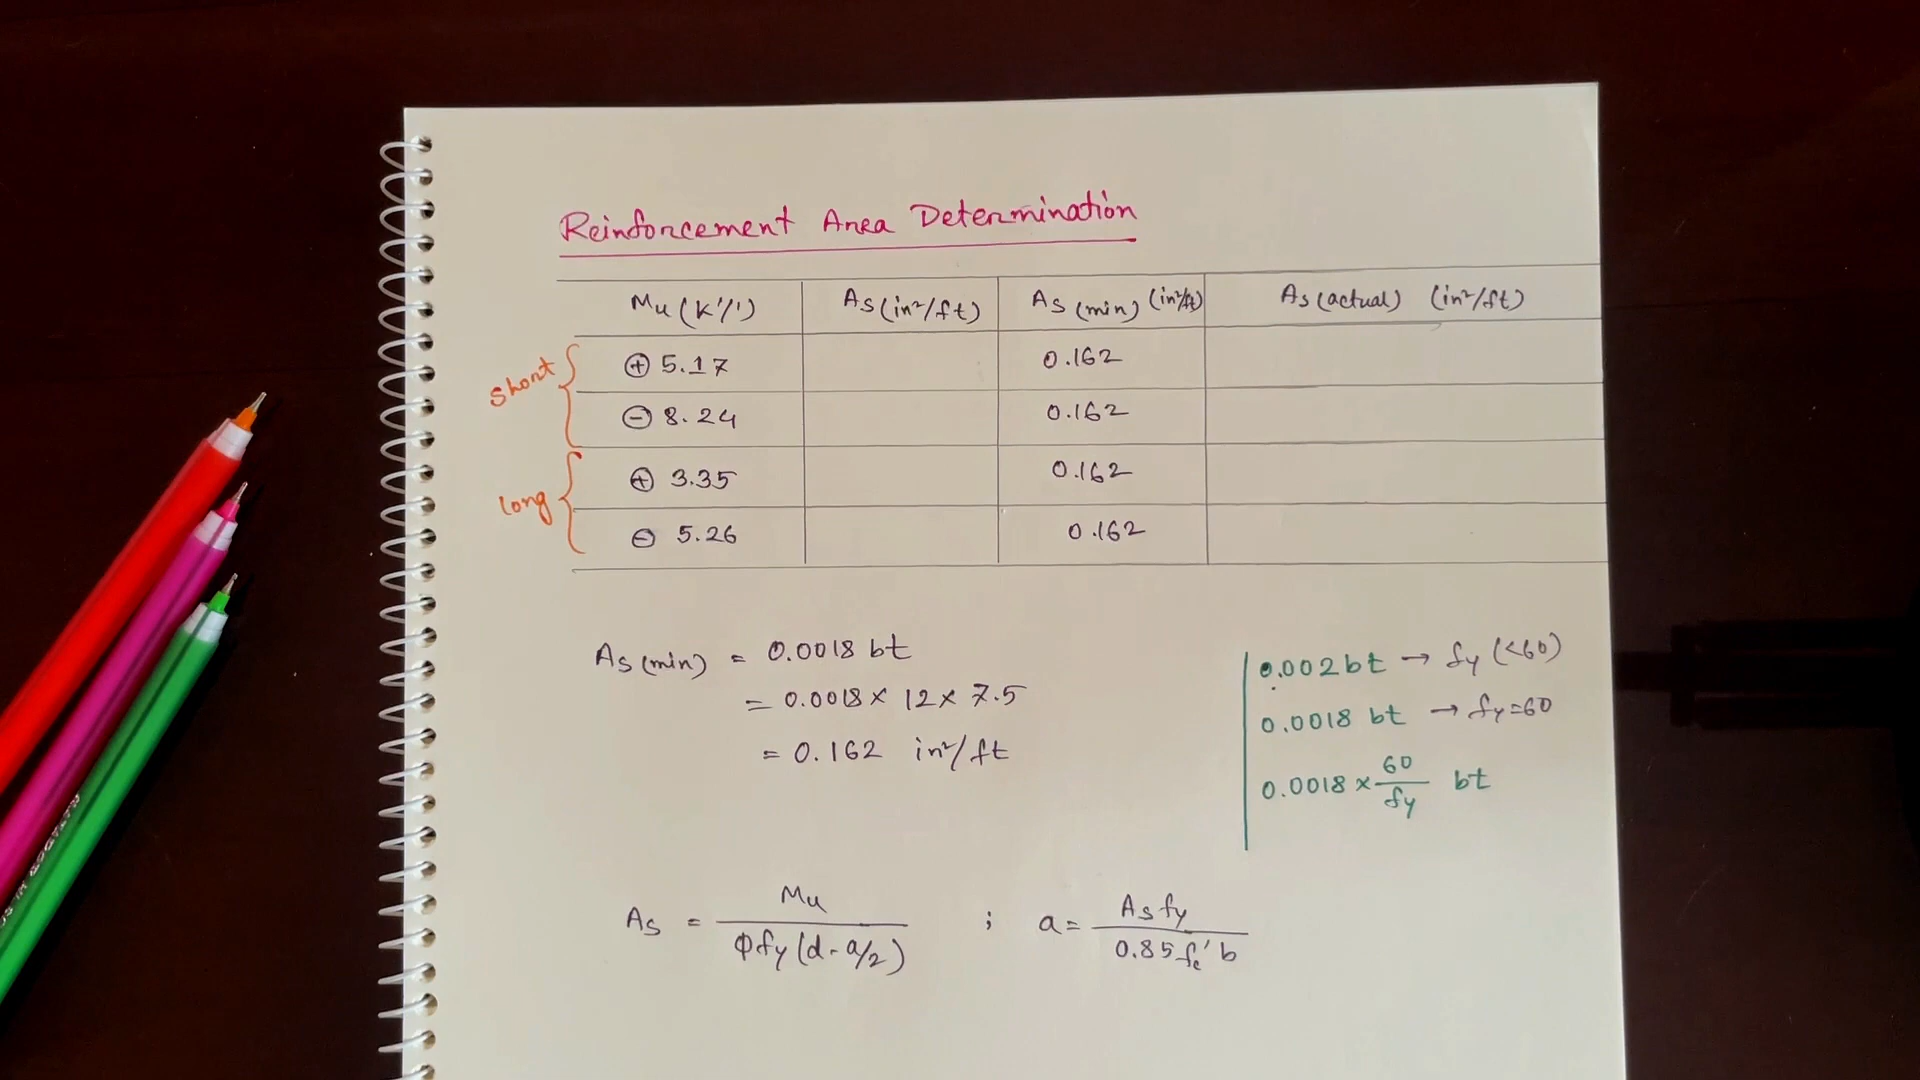 Reinforcement Area Determination
Mu (k'/') As (in²/ft) As (min) (in²/ft) As (actual) (in²/ft)
short ⊕ 5.17 0.162
⊖ 8.24 0.162
long ⊕ 3.35 0.162
⊖ 5.26 0.162
As (min) = 0.0018 bt
= 0.0018 × 12 × 7.5
= 0.162 in²/ft
0.002 bt → fy (<60)
0.0018 bt → fy=60
0.0018 × 60/fy bt
As = Mu / φfy (d - a/2) ; a = As fy / 0.85 fc' b